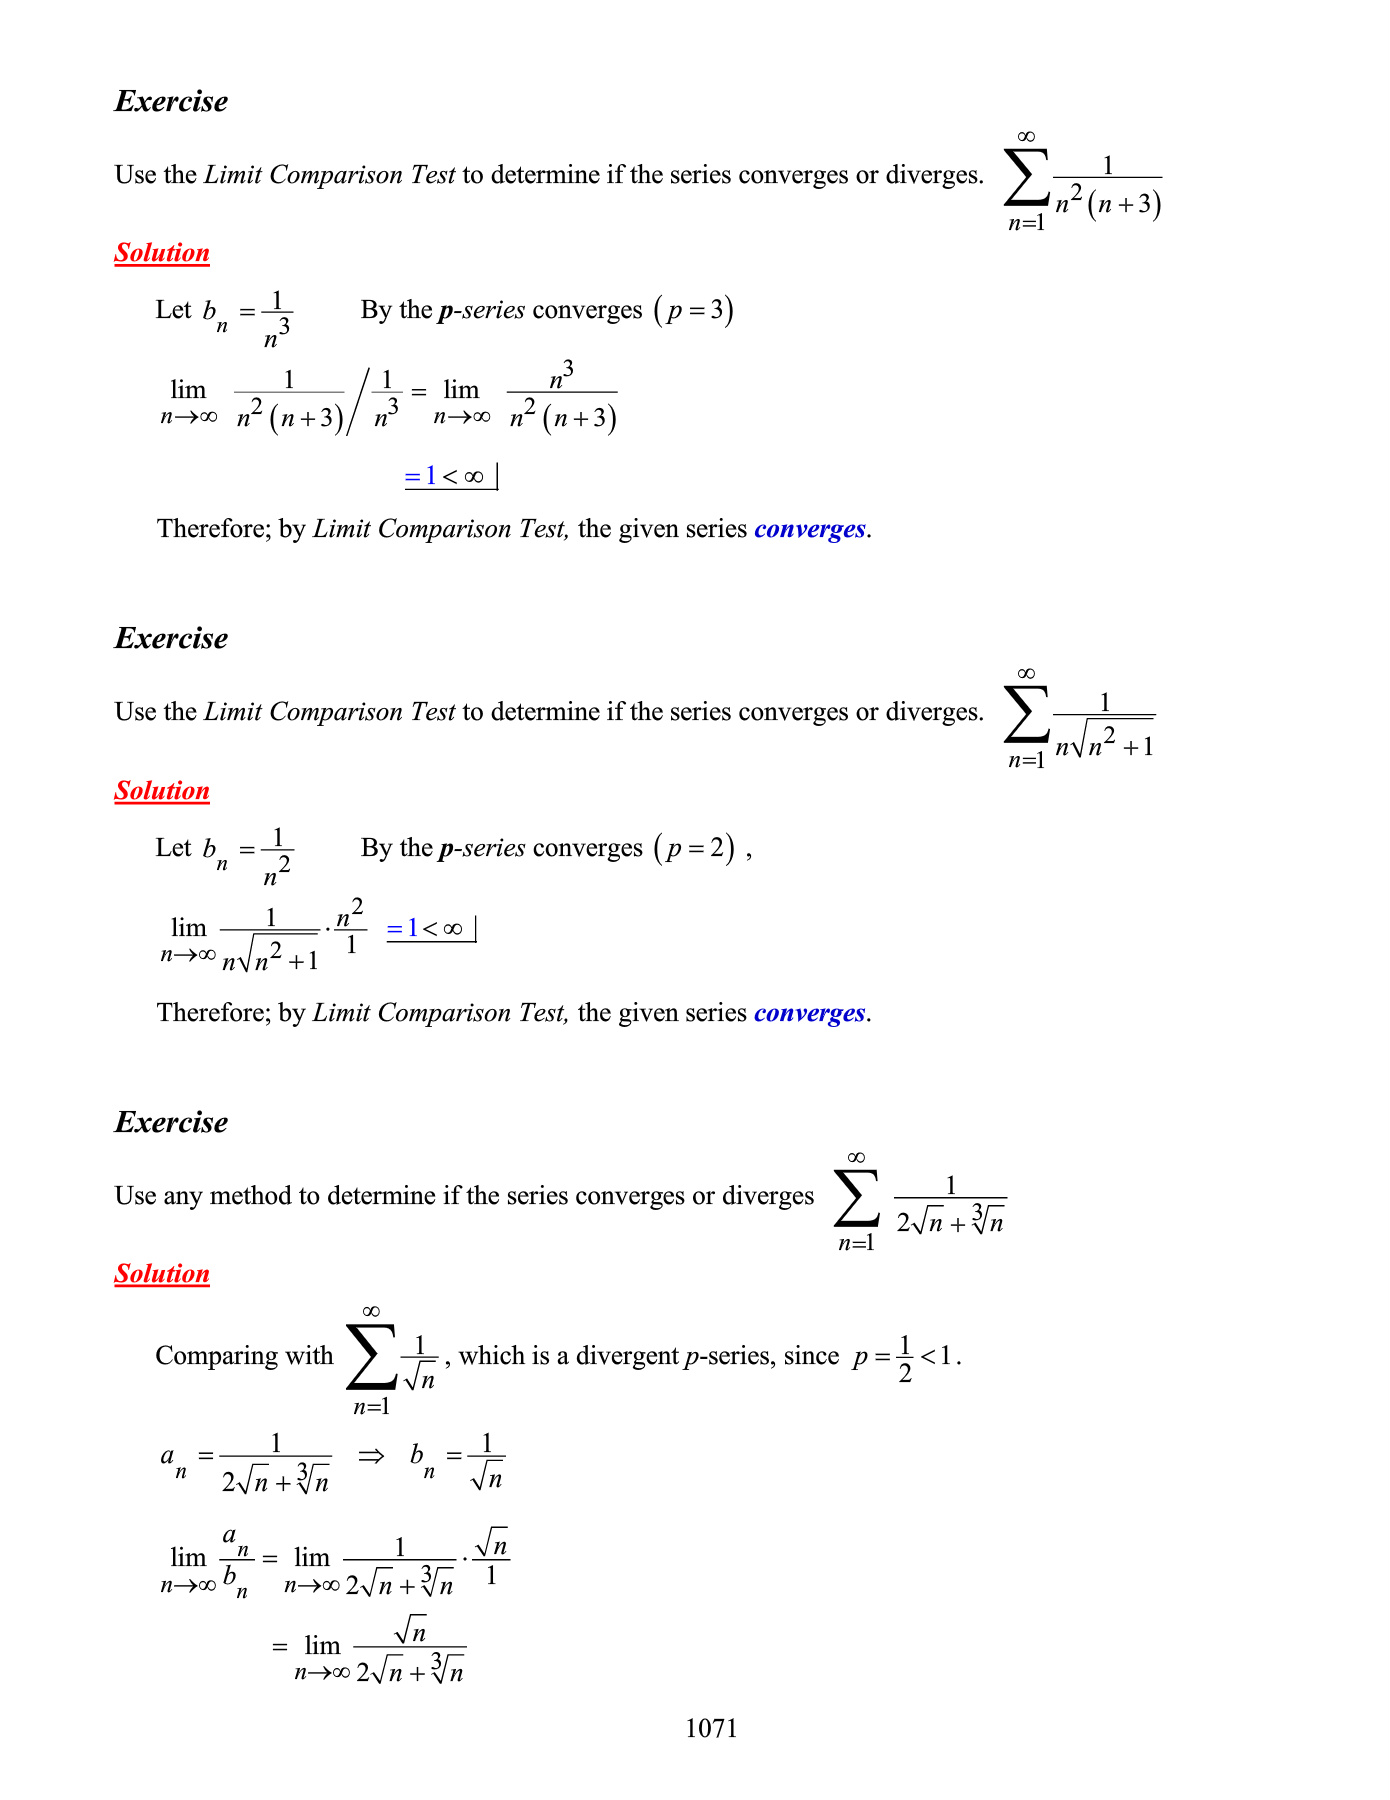 Exercise
Use the Limit Comparison Test to determine if the series converges or diverges. $\sum_{n=1}^{\infty} \frac{1}{n^2(n+3)}$
Solution
Let $b_n = \frac{1}{n^3}$ By the p-series converges $(p=3)$
$\lim_{n\to\infty} \frac{1}{n^2(n+3)} \Big/ \frac{1}{n^3} = \lim_{n\to\infty} \frac{n^3}{n^2(n+3)}$
$= 1 < \infty$ |
Therefore; by Limit Comparison Test, the given series converges.
Exercise
Use the Limit Comparison Test to determine if the series converges or diverges. $\sum_{n=1}^{\infty} \frac{1}{n\sqrt{n^2+1}}$
Solution
Let $b_n = \frac{1}{n^2}$ By the p-series converges $(p=2)$ ,
$\lim_{n\to\infty} \frac{1}{n\sqrt{n^2+1}} \cdot \frac{n^2}{1} = 1 < \infty$ |
Therefore; by Limit Comparison Test, the given series converges.
Exercise
Use any method to determine if the series converges or diverges $\sum_{n=1}^{\infty} \frac{1}{2\sqrt{n}+\sqrt[3]{n}}$
Solution
Comparing with $\sum_{n=1}^{\infty} \frac{1}{\sqrt{n}}$, which is a divergent p-series, since $p = \frac{1}{2} < 1$.
$a_n = \frac{1}{2\sqrt{n}+\sqrt[3]{n}} \Rightarrow b_n = \frac{1}{\sqrt{n}}$
$\lim_{n\to\infty} \frac{a_n}{b_n} = \lim_{n\to\infty} \frac{1}{2\sqrt{n}+\sqrt[3]{n}} \cdot \frac{\sqrt{n}}{1}$
$= \lim_{n\to\infty} \frac{\sqrt{n}}{2\sqrt{n}+\sqrt[3]{n}}$
1071